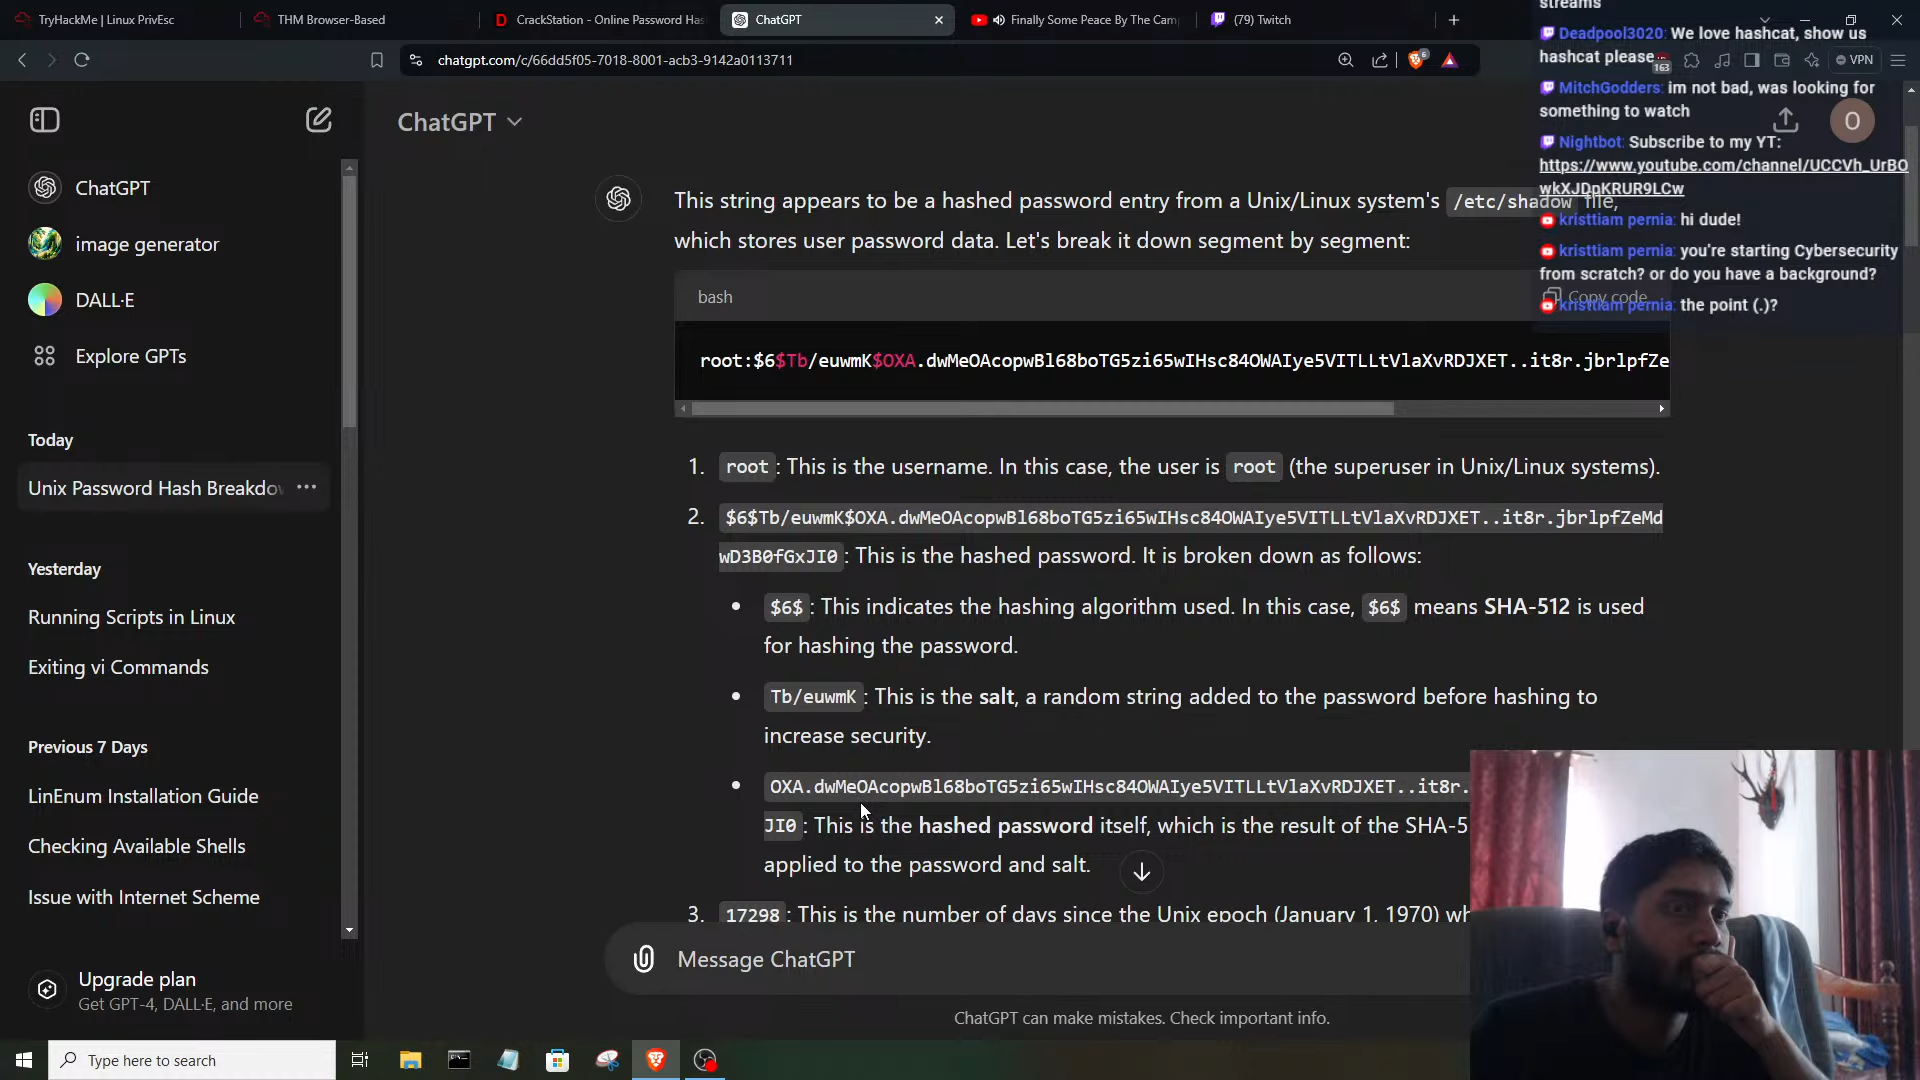 TryHackMe | Linux PrivEsc
THM Browser-Based
CrackStation - Online Password Has
ChatGPT
Finally Some Peace By The Cam
(79) Twitch
chatgpt.com/c/66dd5f05-7018-8001-acb3-9142a0113711
6
163
VPN
streams
Deadpool3020: We love hashcat, show us
hashcat please
MitchGodders: im not bad, was looking for
something to watch
Nightbot: Subscribe to my YT:
https://www.youtube.com/channel/UCCVh_UrBO
wkXJDpKRUR9LCw
kristtiam pernia: hi dude!
kristtiam pernia: you're starting Cybersecurity
from scratch? or do you have a background?
kristtiam pernia: the point (.)?
O
ChatGPT
image generator
DALL·E
Explore GPTs
Today
Unix Password Hash Breakdov
Yesterday
Running Scripts in Linux
Exiting vi Commands
Previous 7 Days
LinEnum Installation Guide
Checking Available Shells
Issue with Internet Scheme
Upgrade plan
Get GPT-4, DALL·E, and more
ChatGPT
This string appears to be a hashed password entry from a Unix/Linux system's /etc/shadow file,
which stores user password data. Let's break it down segment by segment:
bash
Copy code
root:$6$Tb/euwmK$OXA.dwMeOAcopwBl68boTG5zi65wIHsc84OWAIye5VITLLtVlaXvRDJXET..it8r.jbrlpfZe
1. root: This is the username. In this case, the user is root (the superuser in Unix/Linux systems).
2. $6$Tb/euwmK$OXA.dwMeOAcopwBl68boTG5zi65wIHsc84OWAIye5VITLLtVlaXvRDJXET..it8r.jbrlpfZeMd
wD3B0fGxJI0: This is the hashed password. It is broken down as follows:
• $6$: This indicates the hashing algorithm used. In this case, $6$ means SHA-512 is used
for hashing the password.
• Tb/euwmK: This is the salt, a random string added to the password before hashing to
increase security.
• OXA.dwMeOAcopwBl68boTG5zi65wIHsc84OWAIye5VITLLtVlaXvRDJXET..it8r.
JI0: This is the hashed password itself, which is the result of the SHA-5
applied to the password and salt.
3. 17298: This is the number of days since the Unix epoch (January 1, 1970) wh
Message ChatGPT
ChatGPT can make mistakes. Check important info.
Type here to search